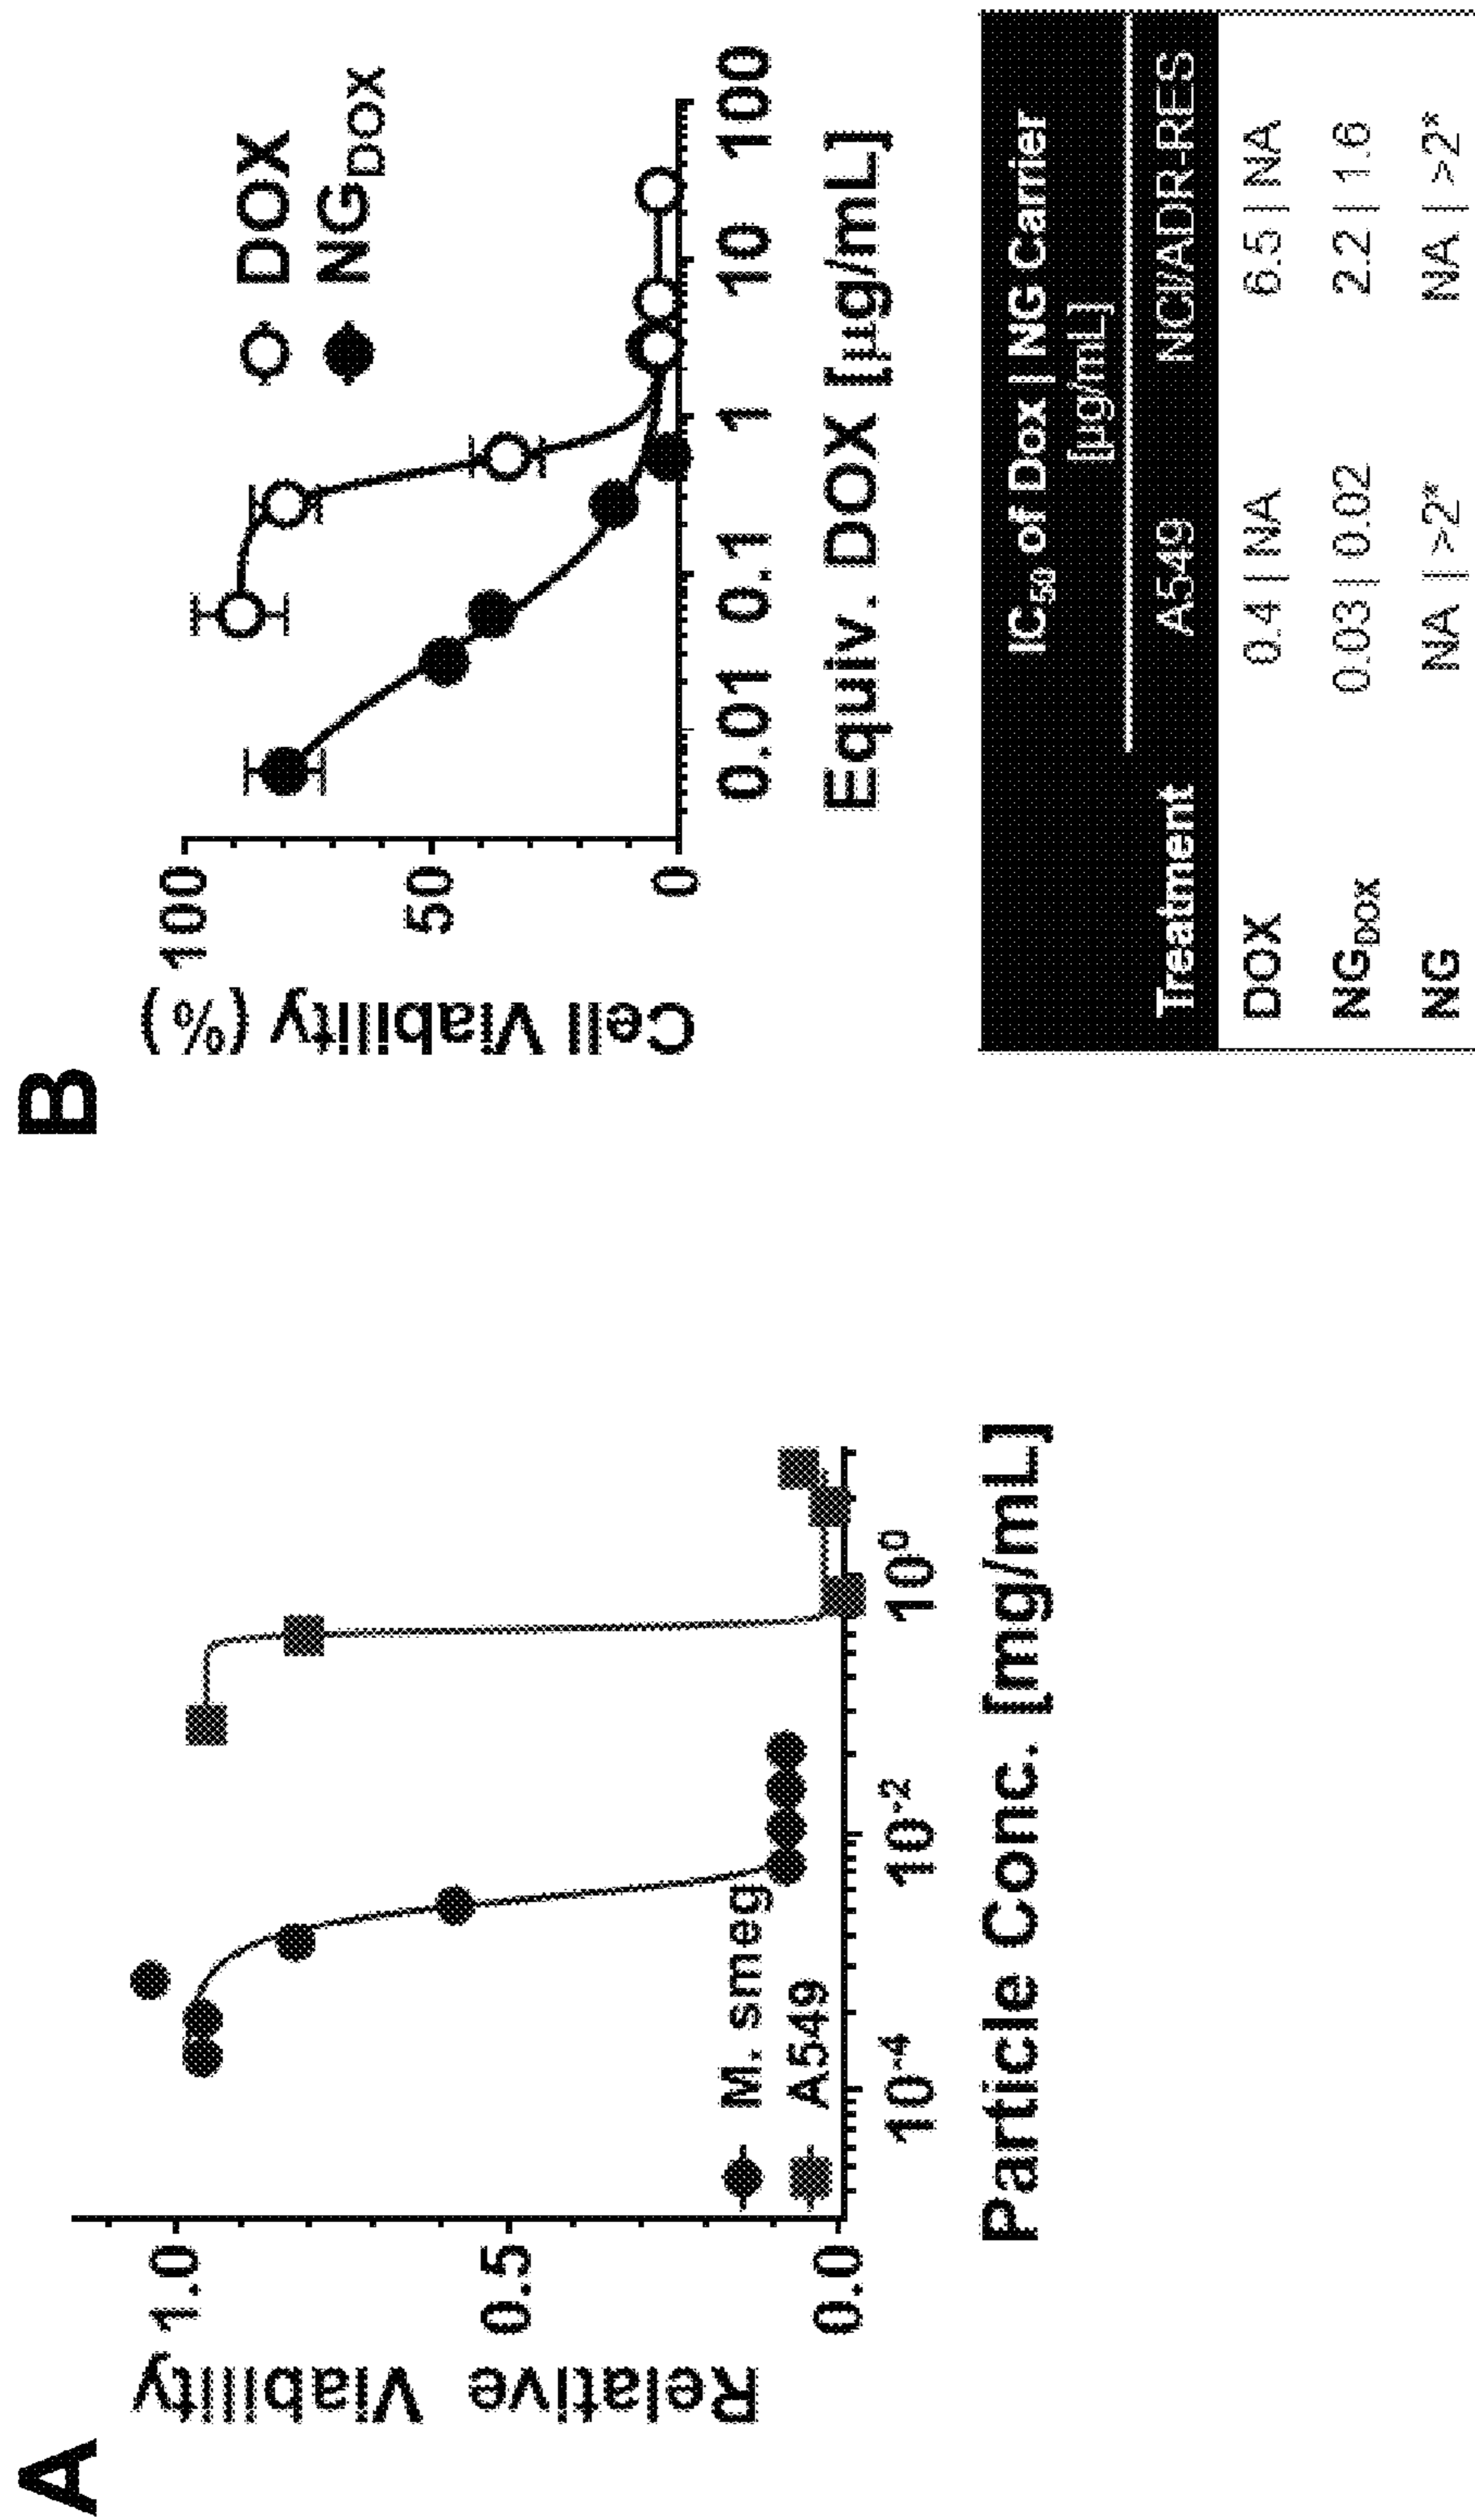 A
Relative Viability
1.0
0.5
0.0
M. smeg
A549
10⁻⁴
10⁻²
10⁰
Particle Conc. [mg/mL]
B
Cell Viability (%)
100
50
0
DOX
NG_DOX
0.01 0.1 1 10 100
Equiv. DOX [µg/mL]
IC₅₀ of Dox | NG Carrier
[µg/mL]
Treatment A549 NCI/ADR-RES
DOX 0.4 | NA 6.5 | NA
NG_DOX 0.03 | 0.02 2.2 | 1.6
NG NA | >2* NA | >2*